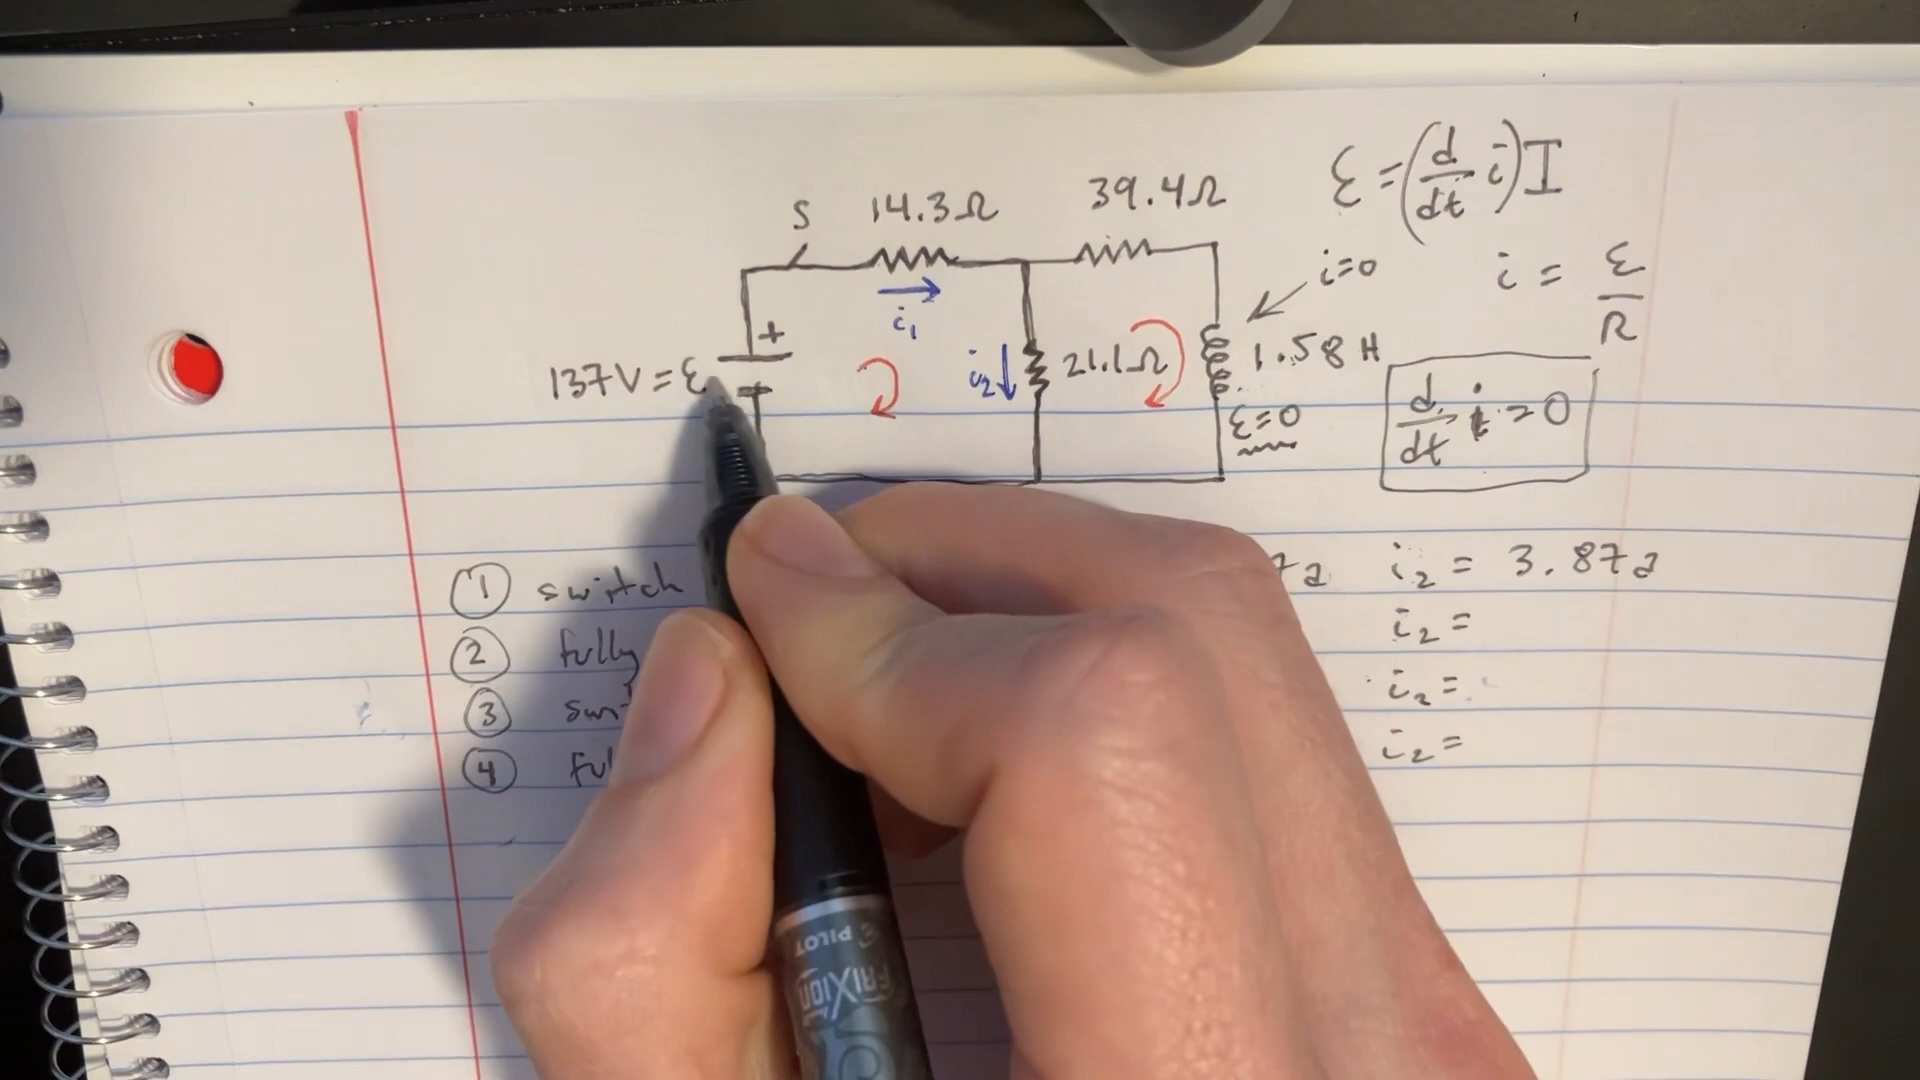 S 14.3Ω 39.4Ω
Ɛ = (d/dt i) I
i=0
i = Ɛ/R
+
i₁
137V = Ɛ
i₂
21.1Ω
1.58 H
Ɛ=0
d/dt i = 0
① switch
i₂ = 3.87a
② fully
i₂ =
③
i₂ =
④
i₂ =
PILOT
FRIXion